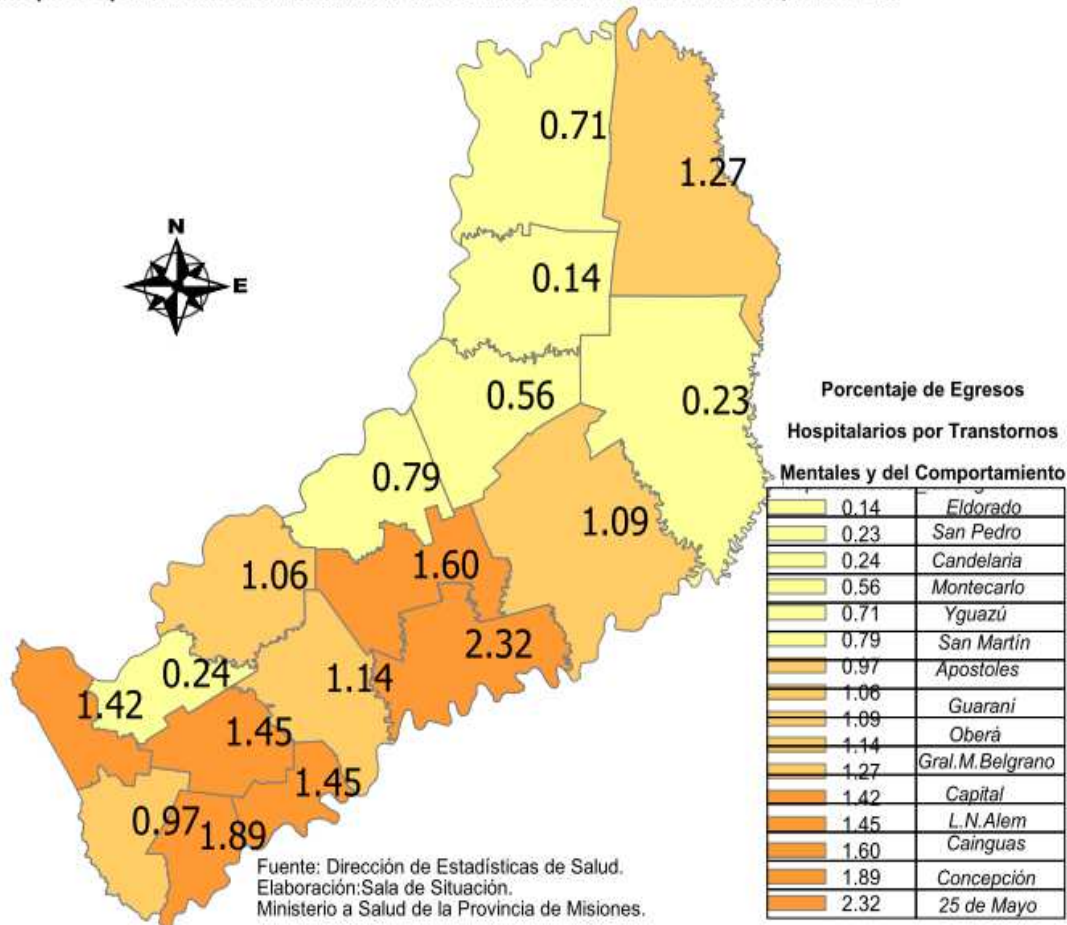 0.71
1.27
N
E
0.14
0.56
0.23
0.79
1.09
1.06
1.60
2.32
0.24
1.14
1.42
1.45
1.45
0.97
1.89
Fuente: Dirección de Estadísticas de Salud.
Elaboración:Sala de Situación.
Ministerio a Salud de la Provincia de Misiones.
Porcentaje de Egresos
Hospitalarios por Transtornos
Mentales y del Comportamiento
0.14 Eldorado
0.23 San Pedro
0.24 Candelaria
0.56 Montecarlo
0.71 Yguazú
0.79 San Martín
0.97 Apostoles
1.06
Guaraní
1.09
Oberá
1.14
1.27 Gral.M.Belgrano
1.42 Capital
1.45 L.N.Alem
1.60 Cainguas
1.89 Concepción
2.32 25 de Mayo